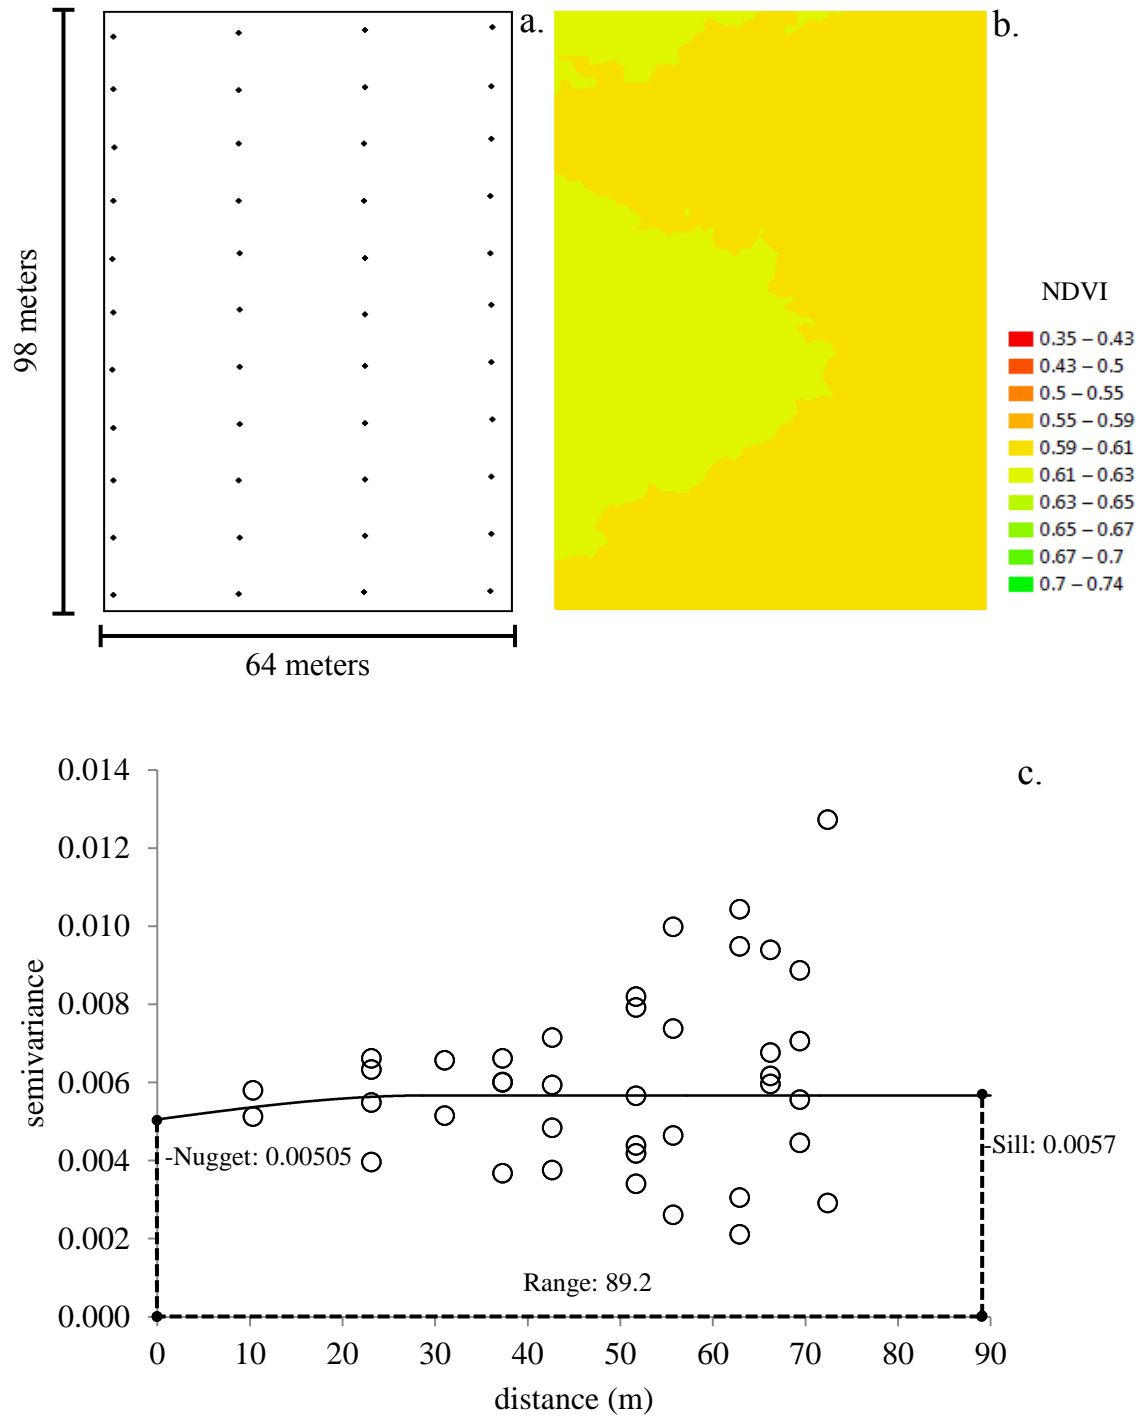 a.
b.
98 meters
64 meters
NDVI
0.35 – 0.43
0.43 – 0.5
0.5 – 0.55
0.55 – 0.59
0.59 – 0.61
0.61 – 0.63
0.63 – 0.65
0.65 – 0.67
0.67 – 0.7
0.7 – 0.74
c.
semivariance
0.014
0.012
0.010
0.008
0.006
0.004
0.002
0.000
-Nugget: 0.00505
-Sill: 0.0057
Range: 89.2
0 10 20 30 40 50 60 70 80 90
distance (m)